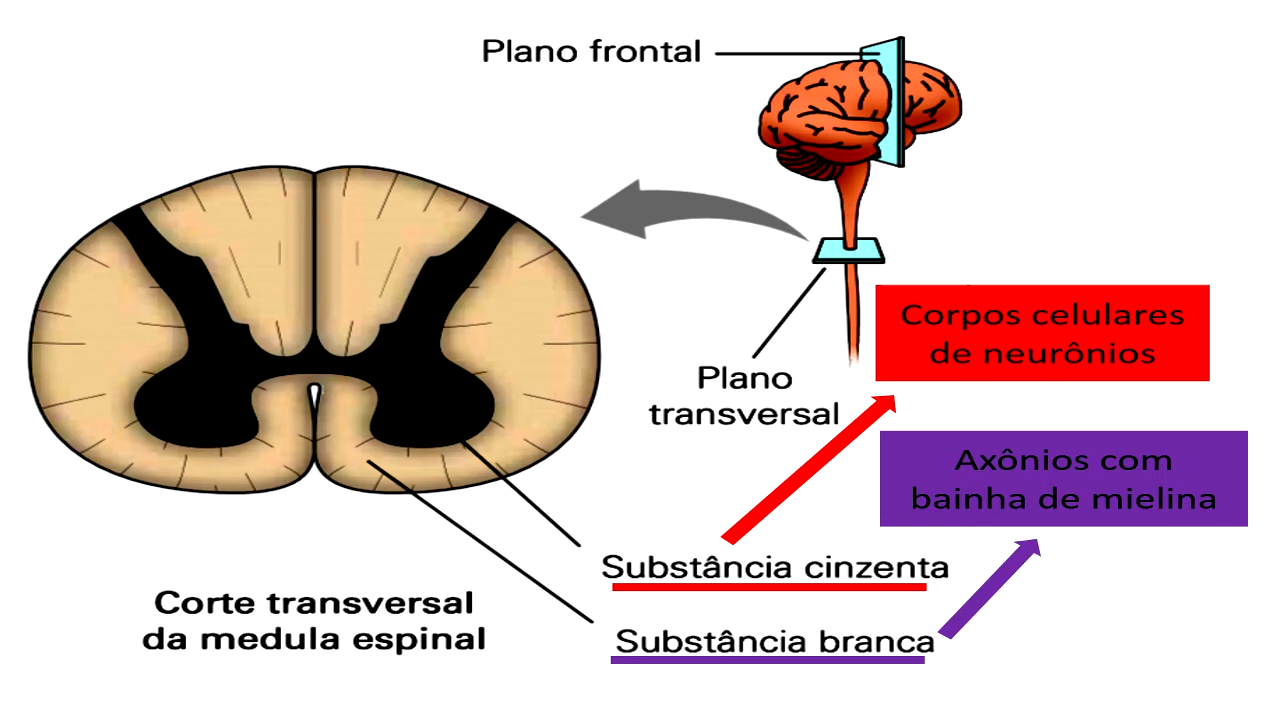 Plano frontal
Corpos celulares
de neurônios
Plano
transversal
Axônios com
bainha de mielina
Substância cinzenta
Corte transversal
da medula espinal
Substância branca